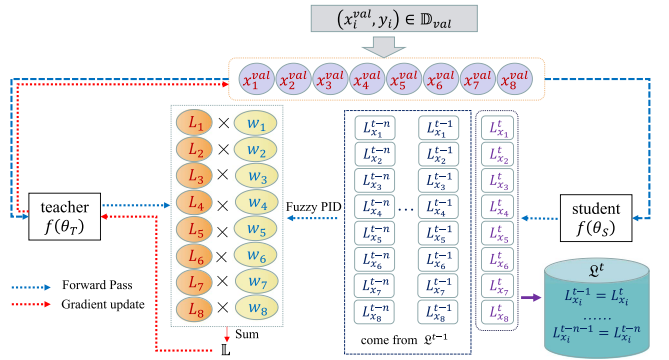 (x_i^{val}, y_i) ∈ 𝔻_{val}
x_1^{val} x_2^{val} x_3^{val} x_4^{val} x_5^{val} x_6^{val} x_7^{val} x_8^{val}
L_1 × w_1
L_2 × w_2
L_3 × w_3
L_4 × w_4
L_5 × w_5
L_6 × w_6
L_7 × w_7
L_8 × w_8
Sum
𝕃
teacher
f(θ_T)
Forward Pass
Gradient update
Fuzzy PID
L_{x_1}^{t-n} L_{x_1}^{t-1} L_{x_1}^{t}
L_{x_2}^{t-n} L_{x_2}^{t-1} L_{x_2}^{t}
L_{x_3}^{t-n} L_{x_3}^{t-1} L_{x_3}^{t}
L_{x_4}^{t-n} ... L_{x_4}^{t-1} L_{x_4}^{t}
L_{x_5}^{t-n} L_{x_5}^{t-1} L_{x_5}^{t}
L_{x_6}^{t-n} L_{x_6}^{t-1} L_{x_6}^{t}
L_{x_7}^{t-n} L_{x_7}^{t-1} L_{x_7}^{t}
L_{x_8}^{t-n} L_{x_8}^{t-1} L_{x_8}^{t}
come from 𝔏^{t-1}
student
f(θ_S)
𝔏^t
L_{x_i}^{t-1} = L_{x_i}^{t}
......
L_{x_i}^{t-n-1} = L_{x_i}^{t-n}